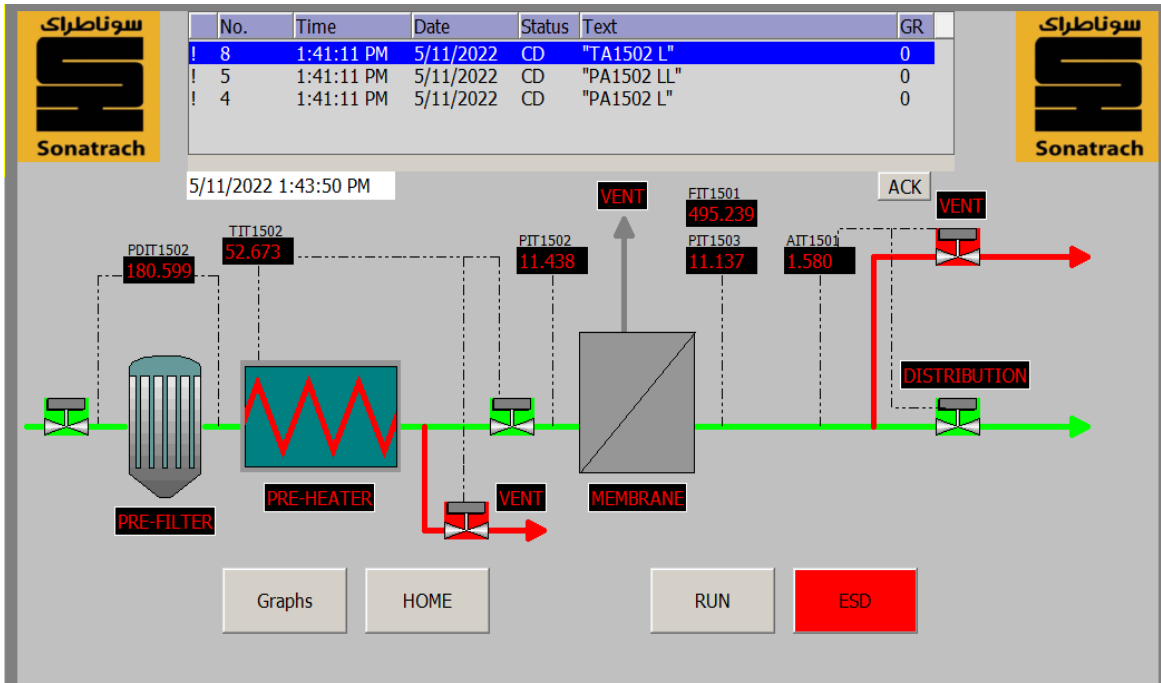 سوناطراك
Sonatrach
No. Time Date Status Text GR
! 8 1:41:11 PM 5/11/2022 CD "TA1502 L" 0
! 5 1:41:11 PM 5/11/2022 CD "PA1502 LL" 0
! 4 1:41:11 PM 5/11/2022 CD "PA1502 L" 0
سوناطراك
Sonatrach
5/11/2022 1:43:50 PM
ACK
VENT
FIT1501
495.239
VENT
TIT1502
52.673
PDIT1502
180.599
PIT1502
11.438
PIT1503
11.137
AIT1501
1.580
DISTRIBUTION
PRE-HEATER
VENT
MEMBRANE
PRE-FILTER
Graphs
HOME
RUN
ESD